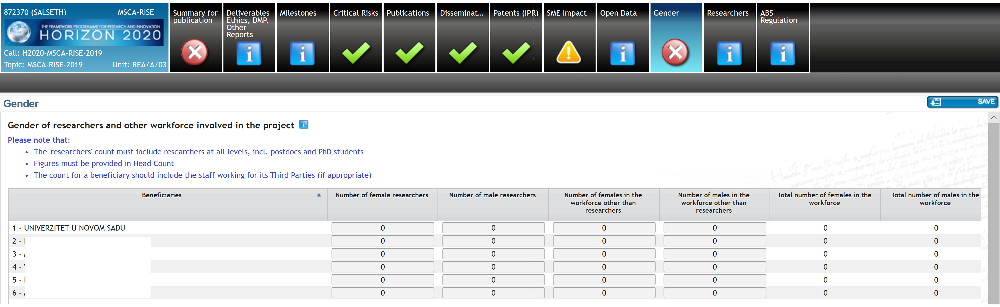 872370 (SALSETH) MSCA-RISE
THE FRAMEWORK PROGRAMME FOR RESEARCH AND INNOVATION
HORIZON 2020
Call: H2020-MSCA-RISE-2019
Topic: MSCA-RISE-2019 Unit: REA/A/03
Summary for
publication
Deliverables
Ethics, DMP,
Other
Reports
Milestones
Critical Risks
Publications
Disseminat...
Patents (IPR)
SME Impact
Open Data
Gender
Researchers
ABS
Regulation
Gender
SAVE
Gender of researchers and other workforce involved in the project
Please note that:
• The 'researchers' count must include researchers at all levels, incl. postdocs and PhD students
• Figures must be provided in Head Count
• The count for a beneficiary should include the staff working for its Third Parties (if appropriate)
Beneficiaries
Number of female researchers
Number of male researchers
Number of females in the
workforce other than
researchers
Number of males in the
workforce other than
researchers
Total number of females in the
workforce
Total number of males in the
workforce
1 - UNIVERZITET U NOVOM SADU 0 0 0 0 0 0
2 - 0 0 0 0 0 0
3 - 0 0 0 0 0 0
4 - 0 0 0 0 0 0
5 - 0 0 0 0 0 0
6 - 0 0 0 0 0 0